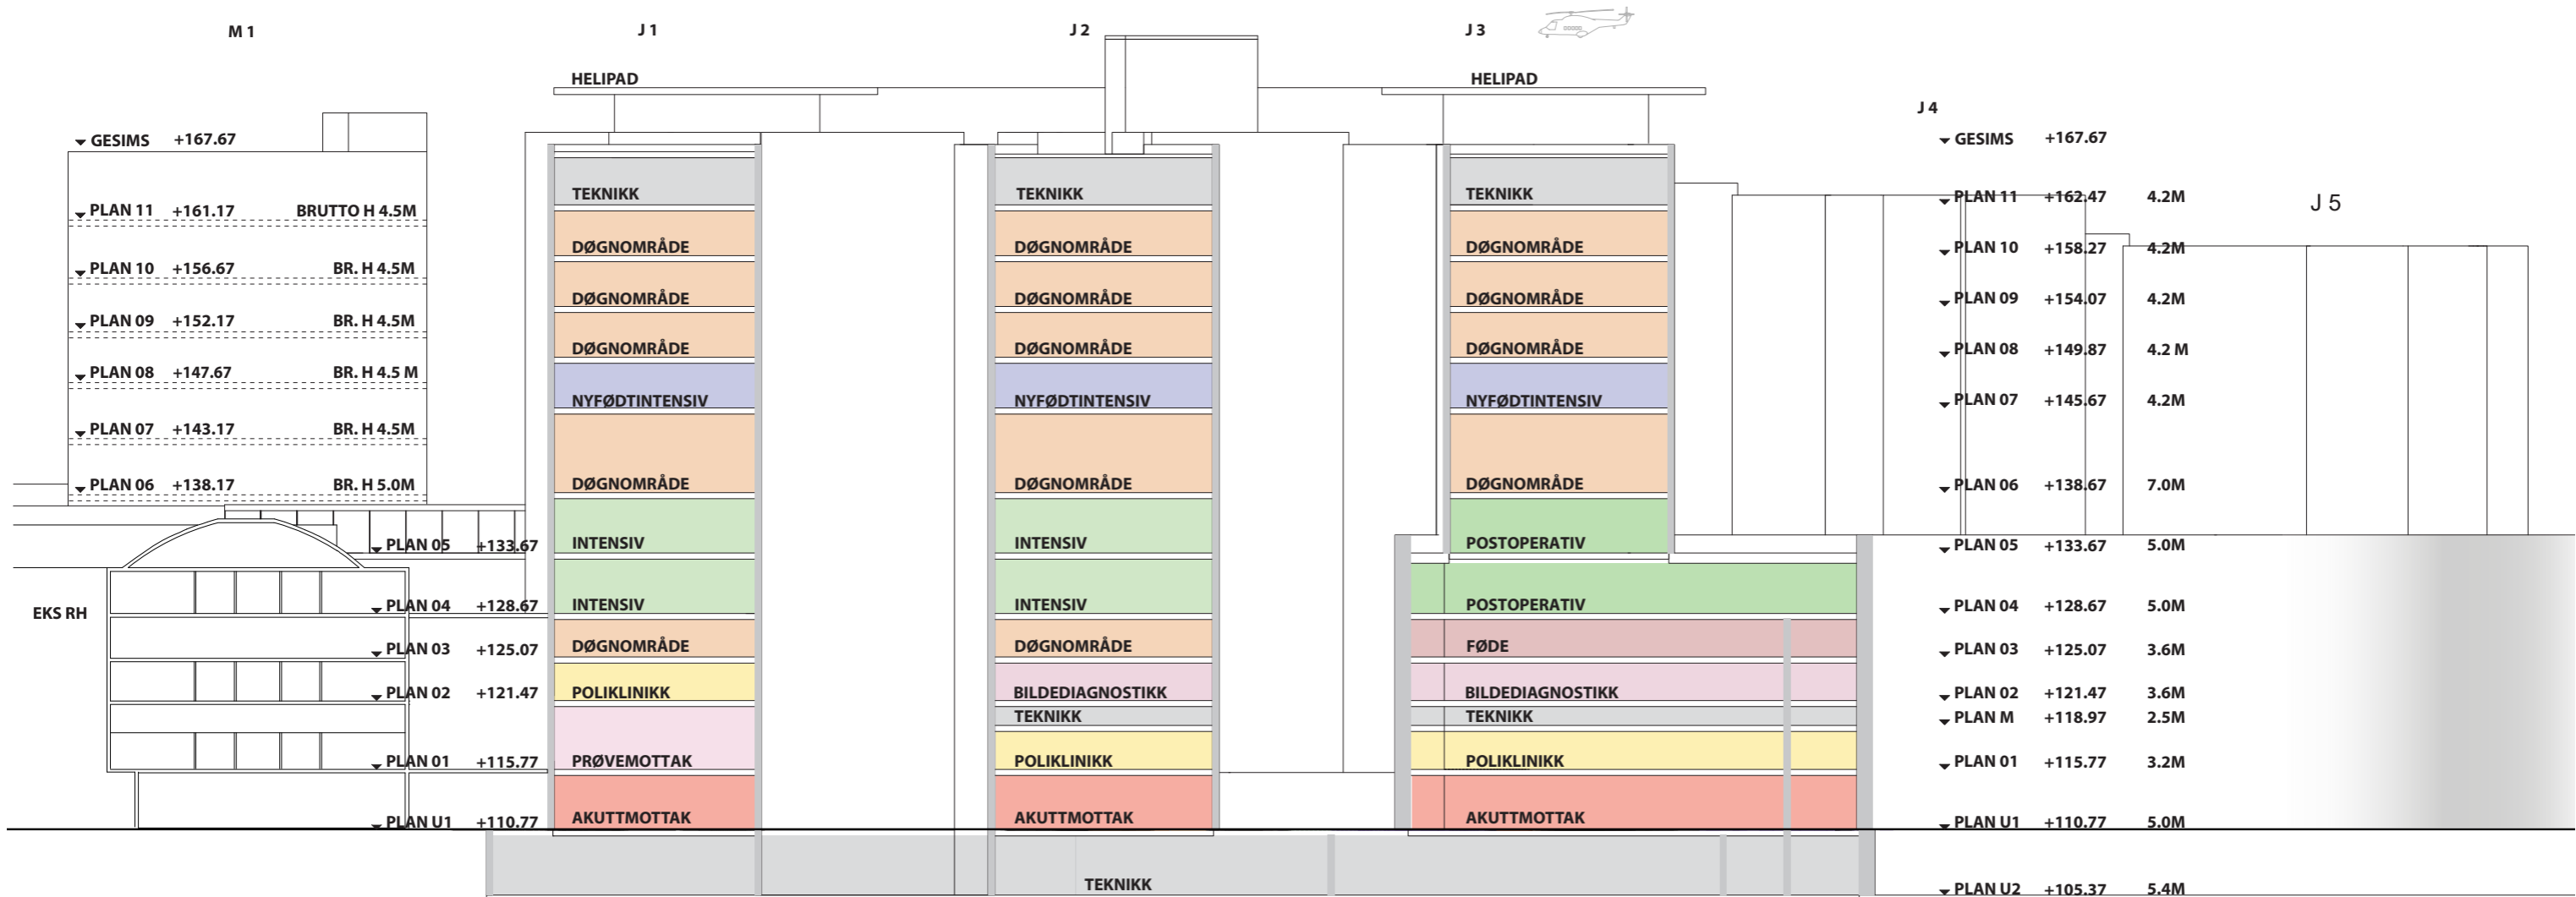 M 1
J 1
J 2
J 3
HELIPAD
HELIPAD
J 4
GESIMS +167.67
GESIMS +167.67
TEKNIKK
TEKNIKK
TEKNIKK
PLAN 11 +162.47 4.2M
J 5
PLAN 11 +161.17 BRUTTO H 4.5M
DØGNOMRÅDE
DØGNOMRÅDE
DØGNOMRÅDE
PLAN 10 +158.27 4.2M
PLAN 10 +156.67 BR. H 4.5M
DØGNOMRÅDE
DØGNOMRÅDE
DØGNOMRÅDE
PLAN 09 +154.07 4.2M
PLAN 09 +152.17 BR. H 4.5M
DØGNOMRÅDE
DØGNOMRÅDE
DØGNOMRÅDE
PLAN 08 +149.87 4.2 M
PLAN 08 +147.67 BR. H 4.5 M
NYFØDTINTENSIV
NYFØDTINTENSIV
NYFØDTINTENSIV
PLAN 07 +145.67 4.2M
PLAN 07 +143.17 BR. H 4.5M
PLAN 06 +138.17 BR. H 5.0M
DØGNOMRÅDE
DØGNOMRÅDE
DØGNOMRÅDE
PLAN 06 +138.67 7.0M
PLAN 05 +133.67
INTENSIV
INTENSIV
POSTOPERATIV
PLAN 05 +133.67 5.0M
EKS RH
PLAN 04 +128.67
INTENSIV
INTENSIV
POSTOPERATIV
PLAN 04 +128.67 5.0M
PLAN 03 +125.07
DØGNOMRÅDE
DØGNOMRÅDE
FØDE
PLAN 03 +125.07 3.6M
PLAN 02 +121.47
POLIKLINIKK
BILDEDIAGNOSTIKK
BILDEDIAGNOSTIKK
PLAN 02 +121.47 3.6M
TEKNIKK
TEKNIKK
PLAN M +118.97 2.5M
PLAN 01 +115.77
PRØVEMOTTAK
POLIKLINIKK
POLIKLINIKK
PLAN 01 +115.77 3.2M
PLAN U1 +110.77
AKUTTMOTTAK
AKUTTMOTTAK
AKUTTMOTTAK
PLAN U1 +110.77 5.0M
TEKNIKK
PLAN U2 +105.37 5.4M